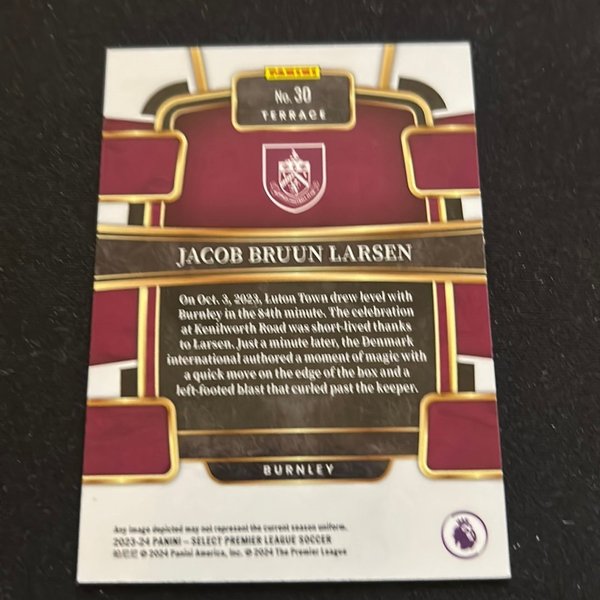 PANINI
No. 30
TERRACE
JACOB BRUUN LARSEN
On Oct. 3, 2023, Luton Town drew level with
Burnley in the 84th minute. The celebration
at Kenilworth Road was short-lived thanks
to Larsen. Just a minute later, the Denmark
international authored a moment of magic with
a quick move on the edge of the box and a
left-footed blast that curled past the keeper.
BURNLEY
Any image depicted may not represent the current season uniform.
2023-24 PANINI – SELECT PREMIER LEAGUE SOCCER
© 2024 Panini America, Inc. © 2024 The Premier League